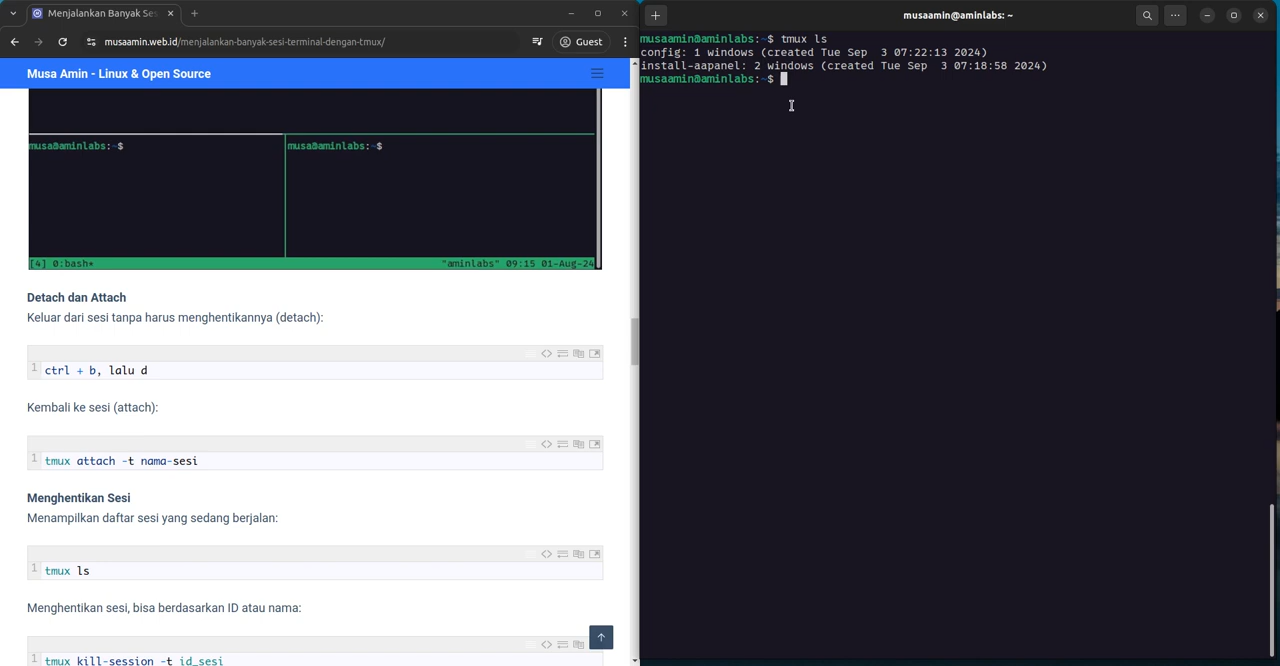 Menjalankan Banyak Ses
musaamin.web.id/menjalankan-banyak-sesi-terminal-dengan-tmux/
Guest
Musa Amin - Linux & Open Source
musa@aminlabs:~$
musa@aminlabs:~$
[4] 0:bash*
"aminlabs" 09:15 01-Aug-24
Detach dan Attach
Keluar dari sesi tanpa harus menghentikannya (detach):
1 ctrl + b, lalu d
Kembali ke sesi (attach):
1 tmux attach -t nama-sesi
Menghentikan Sesi
Menampilkan daftar sesi yang sedang berjalan:
1 tmux ls
Menghentikan sesi, bisa berdasarkan ID atau nama:
1 tmux kill-session -t id_sesi
musaamin@aminlabs: ~
musaamin@aminlabs:~$ tmux ls
config: 1 windows (created Tue Sep  3 07:22:13 2024)
install-aapanel: 2 windows (created Tue Sep  3 07:18:58 2024)
musaamin@aminlabs:~$